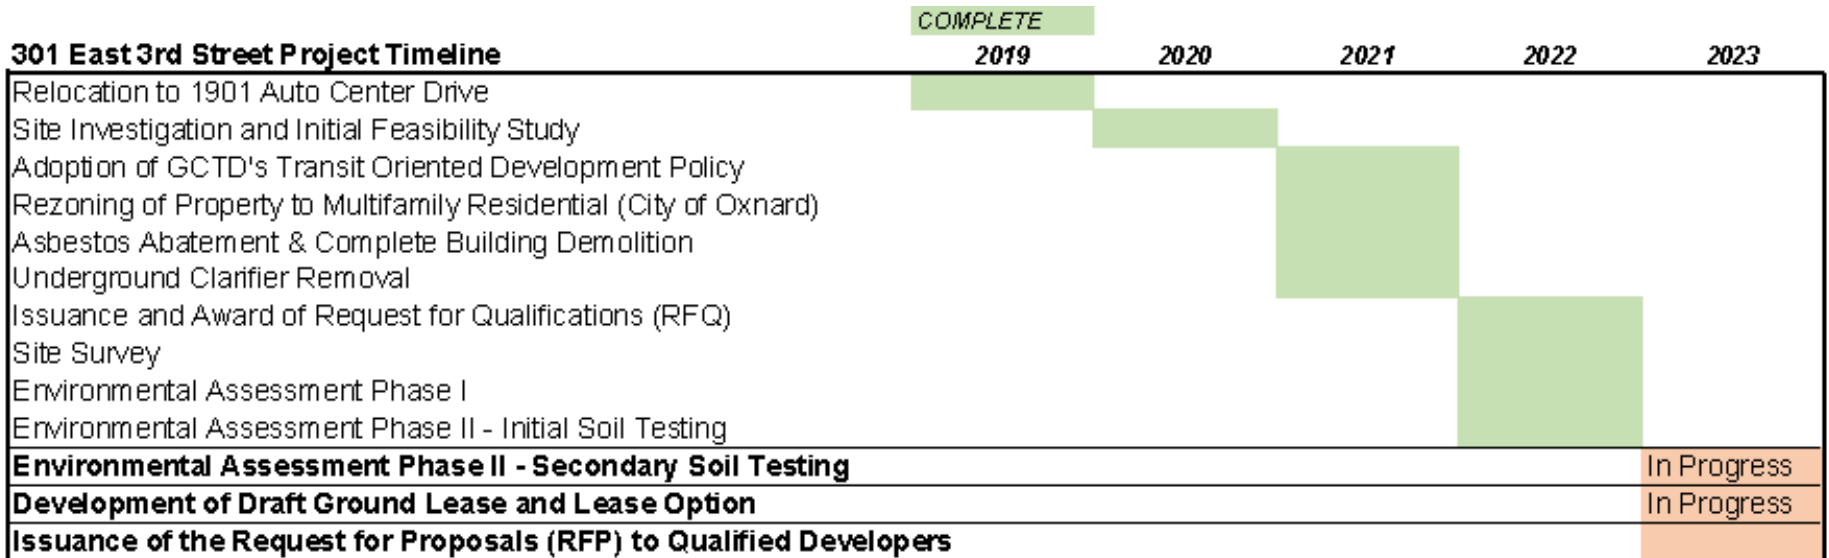 COMPLETE
301 East 3rd Street Project Timeline 2019 2020 2021 2022 2023
Relocation to 1901 Auto Center Drive
Site Investigation and Initial Feasibility Study
Adoption of GCTD's Transit Oriented Development Policy
Rezoning of Property to Multifamily Residential (City of Oxnard)
Asbestos Abatement & Complete Building Demolition
Underground Clarifier Removal
Issuance and Award of Request for Qualifications (RFQ)
Site Survey
Environmental Assessment Phase I
Environmental Assessment Phase II - Initial Soil Testing
Environmental Assessment Phase II - Secondary Soil Testing In Progress
Development of Draft Ground Lease and Lease Option In Progress
Issuance of the Request for Proposals (RFP) to Qualified Developers